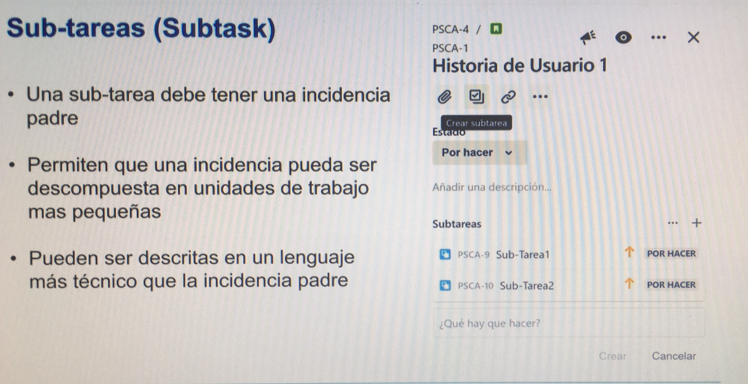 Sub-tareas (Subtask)
• Una sub-tarea debe tener una incidencia
padre
• Permiten que una incidencia pueda ser
descompuesta en unidades de trabajo
mas pequeñas
• Pueden ser descritas en un lenguaje
más técnico que la incidencia padre
PSCA-4 /
PSCA-1
Historia de Usuario 1
Crear subtarea
Estado
Por hacer
Añadir una descripción...
Subtareas
PSCA-9 Sub-Tarea1 POR HACER
PSCA-10 Sub-Tarea2 POR HACER
¿Qué hay que hacer?
Crear Cancelar